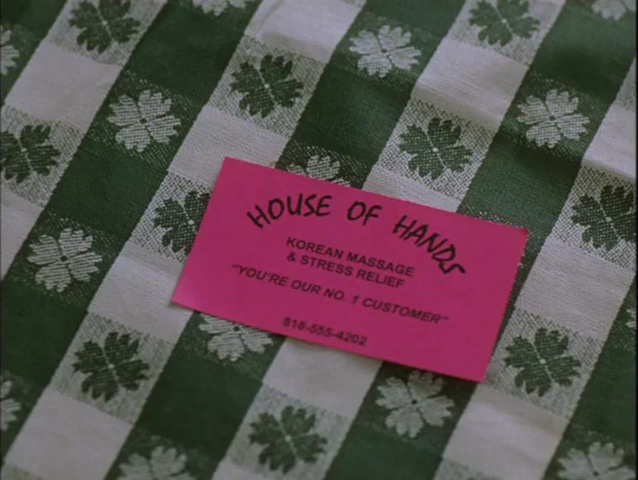 HOUSE OF HANDS
KOREAN MASSAGE
& STRESS RELIEF
"YOU'RE OUR NO. 1 CUSTOMER"
818-555-4202